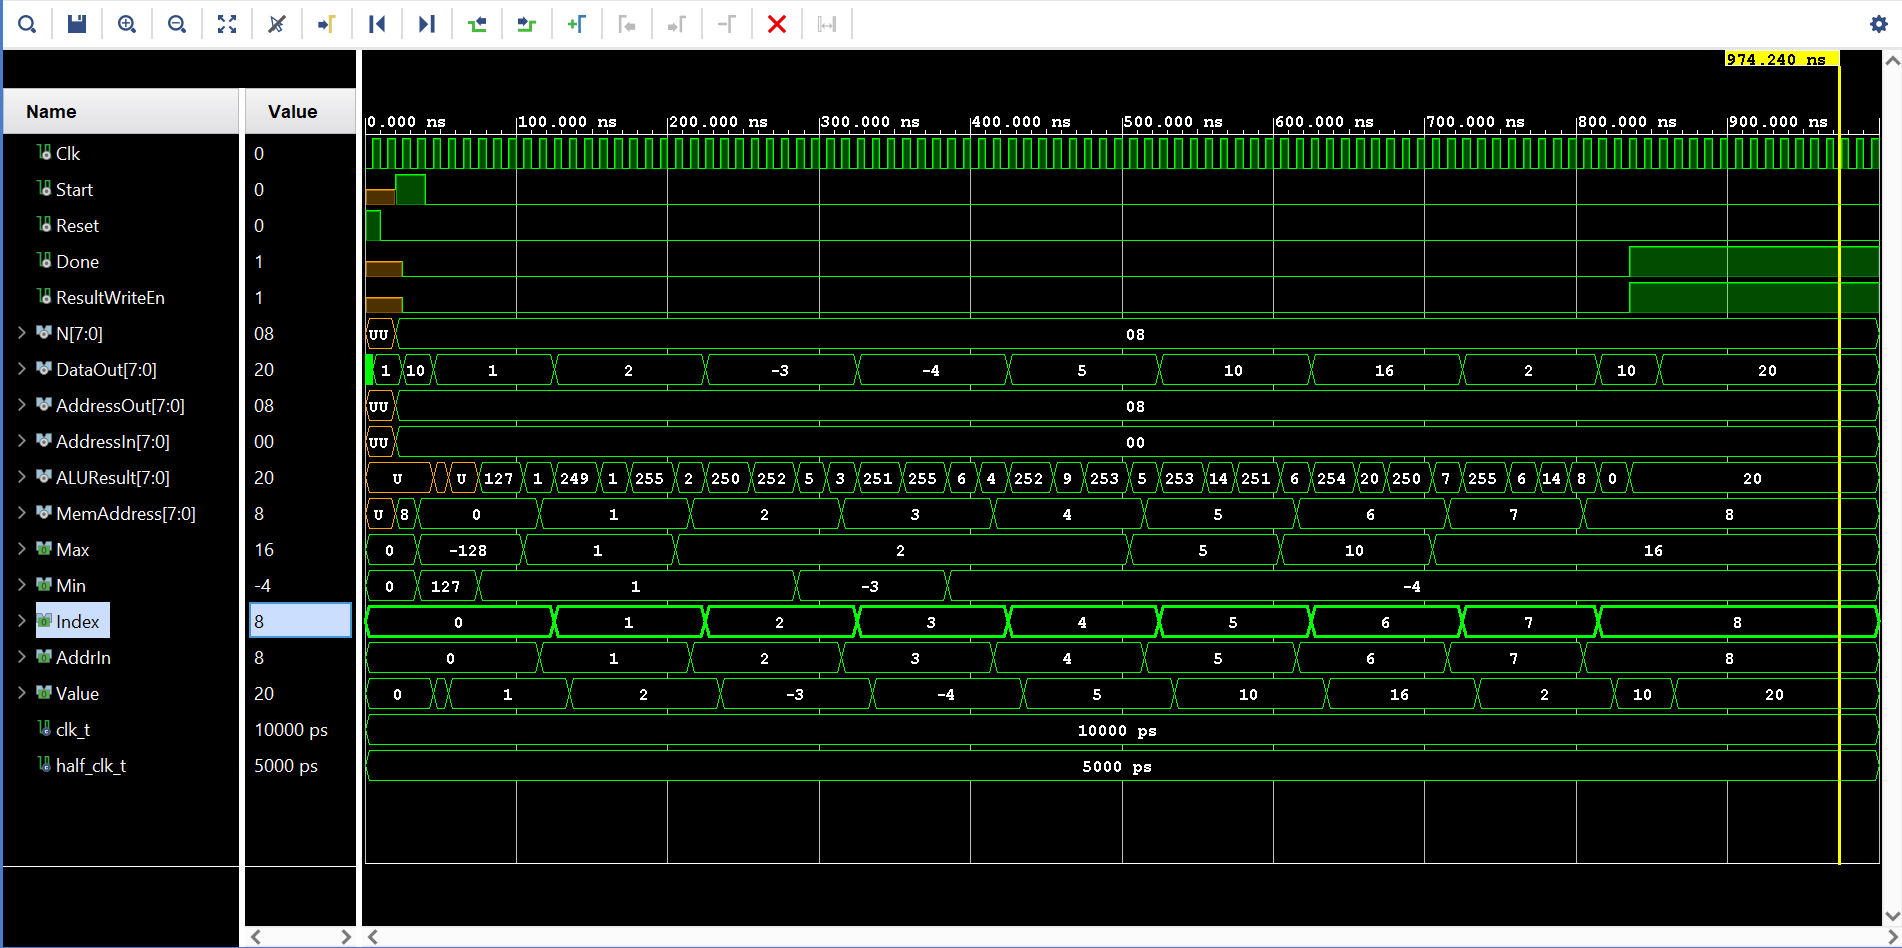 974.240 ns
Name Value
0.000 ns 100.000 ns 200.000 ns 300.000 ns 400.000 ns 500.000 ns 600.000 ns 700.000 ns 800.000 ns 900.000 ns
Clk 0
Start 0
Reset 0
Done 1
ResultWriteEn 1
N[7:0] 08 UU 08
DataOut[7:0] 20 1 10 1 2 -3 -4 5 10 16 2 10 20
AddressOut[7:0] 08 UU 08
AddressIn[7:0] 00 UU 00
ALUResult[7:0] 20 U U 127 1 249 1 255 2 250 252 5 3 251 255 6 4 252 9 253 5 253 14 251 6 254 20 250 7 255 6 14 8 0 20
MemAddress[7:0] 8 U 8 0 1 2 3 4 5 6 7 8
Max 16 0 -128 1 2 5 10 16
Min -4 0 127 1 -3 -4
Index 8 0 1 2 3 4 5 6 7 8
AddrIn 8 0 1 2 3 4 5 6 7 8
Value 20 0 1 2 -3 -4 5 10 16 2 10 20
clk_t 10000 ps 10000 ps
half_clk_t 5000 ps 5000 ps